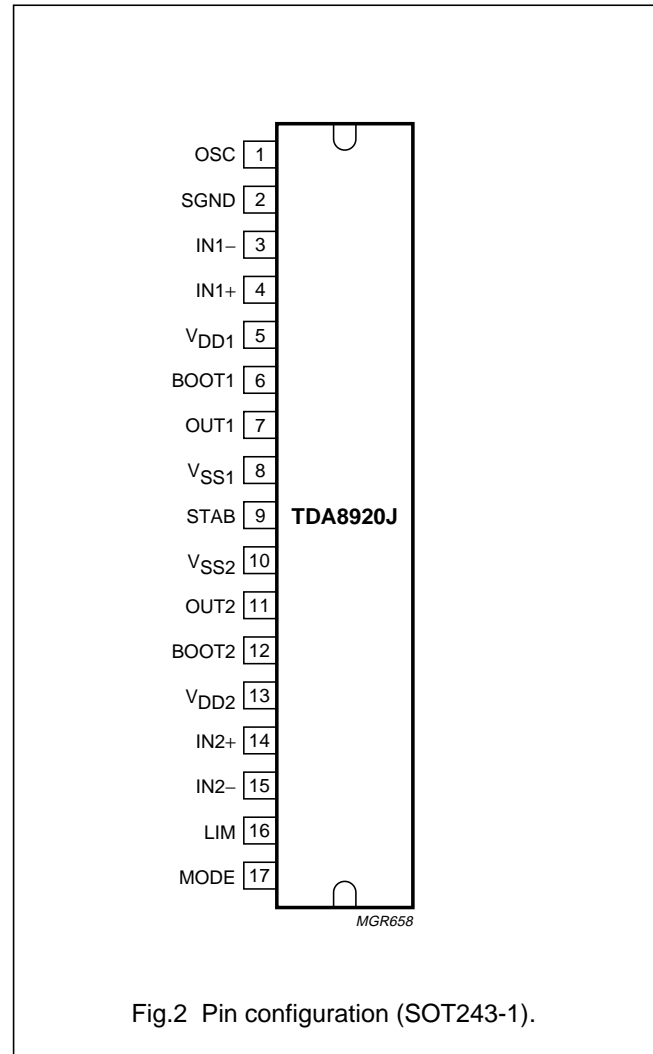 OSC 1
SGND 2
IN1− 3
IN1+ 4
VDD1 5
BOOT1 6
OUT1 7
VSS1 8
STAB 9 TDA8920J
VSS2 10
OUT2 11
BOOT2 12
VDD2 13
IN2+ 14
IN2− 15
LIM 16
MODE 17
MGR658
Fig.2 Pin configuration (SOT243-1).